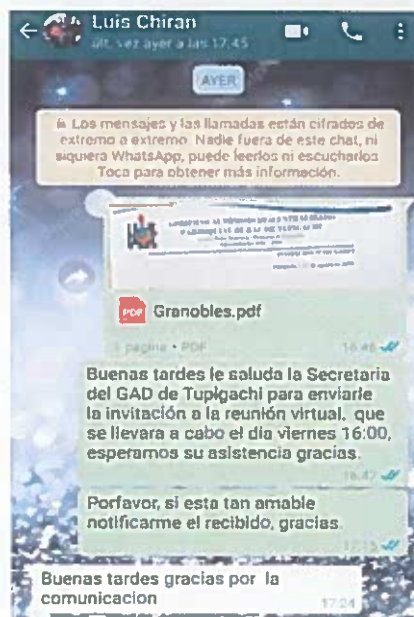 Luis Chiran
últ. vez ayer a las 17:45
AYER
Los mensajes y las llamadas están cifrados de
extremo a extremo. Nadie fuera de este chat, ni
siquiera WhatsApp, puede leerlos ni escucharlos
Toca para obtener más información.
PDF Granobles.pdf
1 página • PDF
16:46
Buenas tardes le saluda la Secretaria
del GAD de Tupigachi para enviarle
la invitación a la reunión virtual, que
se llevara a cabo el día viernes 16:00,
esperamos su asistencia gracias.
16:47
Porfavor, si esta tan amable
notificarme el recibido, gracias.
17:15
Buenas tardes gracias por la
comunicacion
17:24